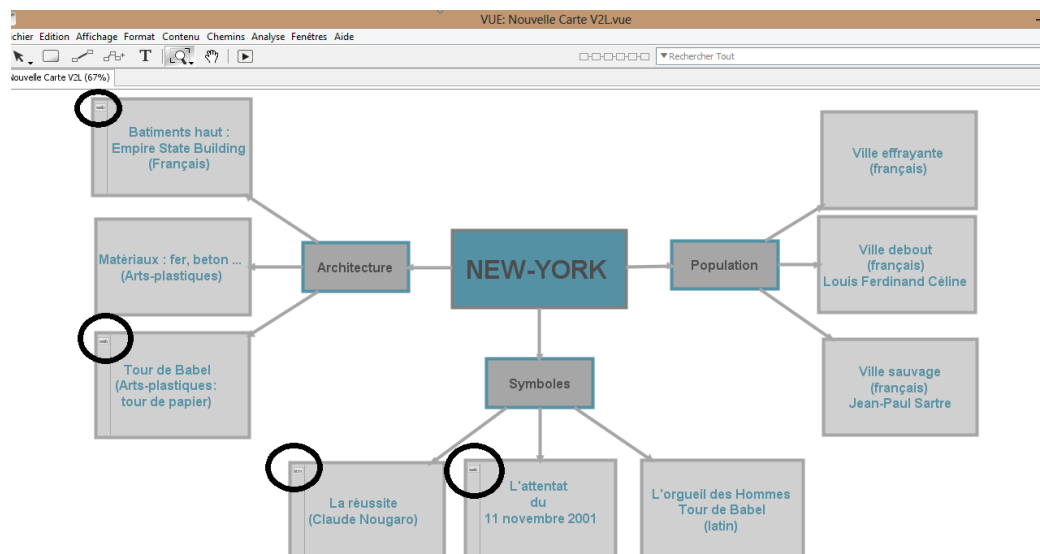 VUE: Nouvelle Carte V2L.vue
chier Edition Affichage Format Contenu Chemins Analyse Fenêtres Aide
T
Rechercher Tout
Nouvelle Carte V2L (67%)
Batiments haut :
Empire State Building
(Français)
Matériaux : fer, beton ...
(Arts-plastiques)
Tour de Babel
(Arts-plastiques:
tour de papier)
Architecture
NEW-YORK
Population
Ville effrayante
(français)
Ville debout
(français)
Louis Ferdinand Céline
Ville sauvage
(français)
Jean-Paul Sartre
Symboles
La réussite
(Claude Nougaro)
L'attentat
du
11 novembre 2001
L'orgueil des Hommes
Tour de Babel
(latin)